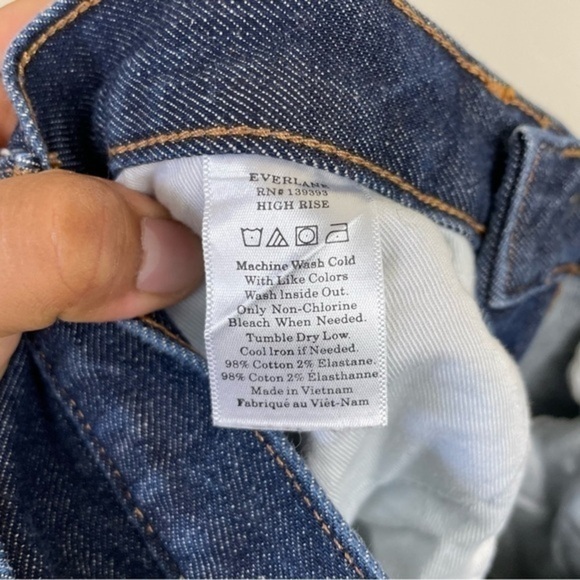 EVERLANE
RN# 139393
HIGH RISE
Machine Wash Cold
With Like Colors
Wash Inside Out.
Only Non-Chlorine
Bleach When Needed.
Tumble Dry Low.
Cool Iron if Needed.
98% Cotton 2% Elastane.
98% Coton 2% Élasthanne
Made in Vietnam
Fabriqué au Viêt-Nam